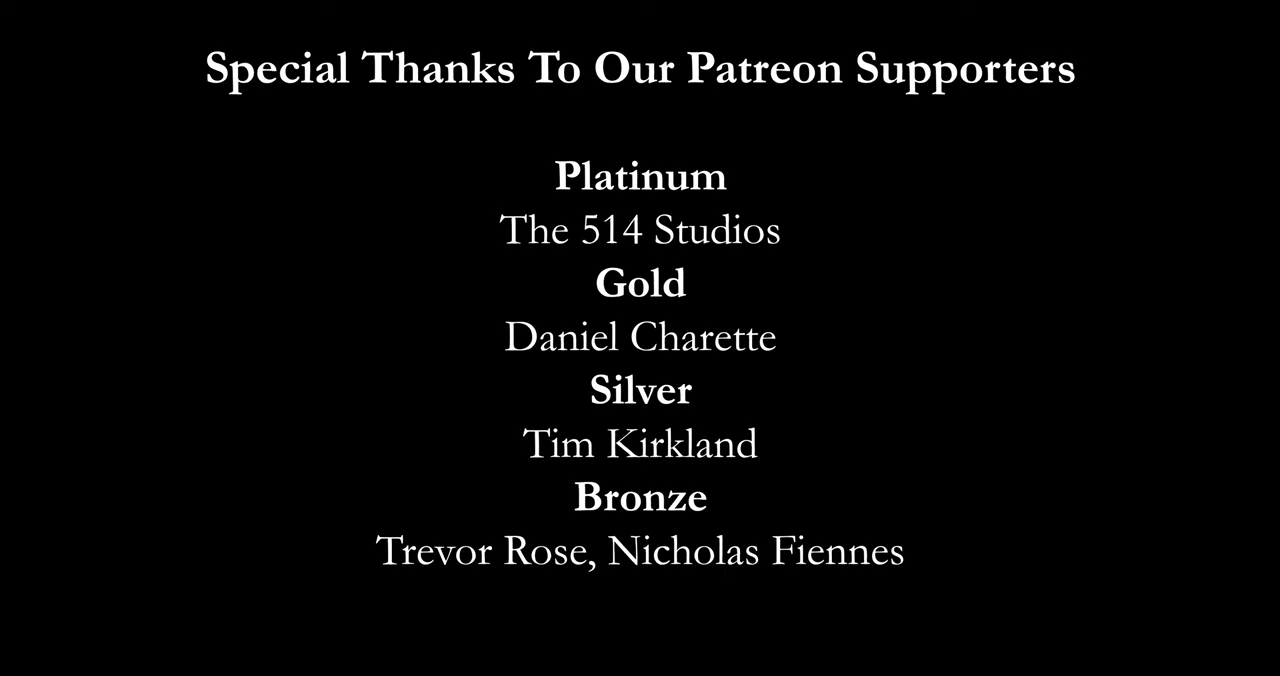 Special Thanks To Our Patreon Supporters
Platinum
The 514 Studios
Gold
Daniel Charette
Silver
Tim Kirkland
Bronze
Trevor Rose, Nicholas Fiennes